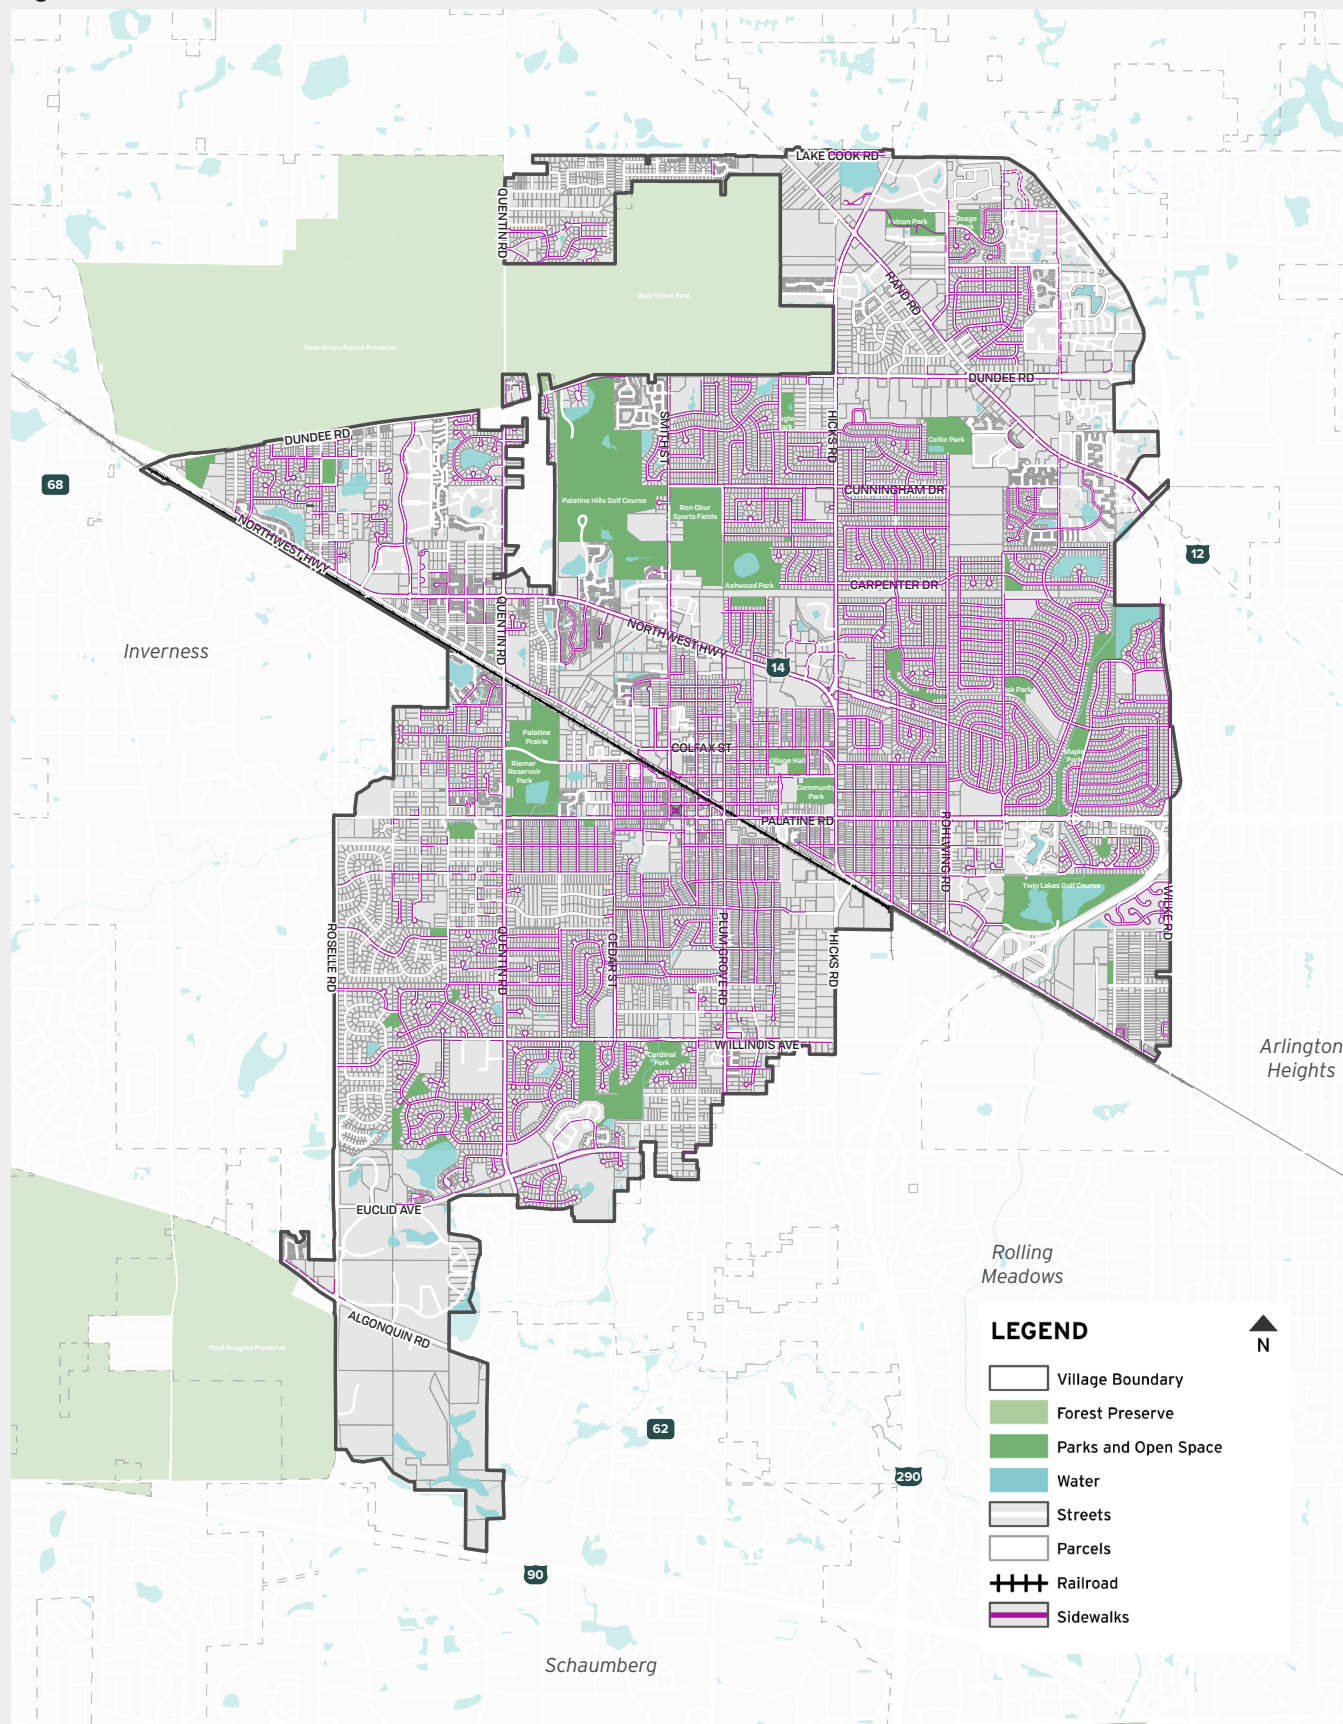 LAKE COOK RD
QUENTIN RD
Falcon Park
Osage
RAND RD
Deer Grove East
Deer Grove Forest Preserve
DUNDEE RD
SMITH ST
HICKS RD
DUNDEE RD
Celtic Park
68
CUNNINGHAM DR
Palatine Hills Golf Course
Ron Gbur
Sports Fields
NORTHWEST HWY
12
Ashwood Park
CARPENTER DR
QUENTIN RD
NORTHWEST HWY
Inverness
14
Palatine
Prairie
COLFAX ST
Maple
Park
Village Hall
Riemer
Reservoir
Park
Community
Park
PALATINE RD
ROHLWING RD
Twin Lakes Golf Course
WILKE RD
ROSELLE RD
QUENTIN RD
CEDAR ST
PLUM GROVE RD
HICKS RD
W ILLINOIS AVE
Cardinal
Park
Arlington
Heights
EUCLID AVE
Rolling
Meadows
ALGONQUIN RD
Paul Douglas Preserve
LEGEND
N
Village Boundary
Forest Preserve
Parks and Open Space
Water
Streets
Parcels
Railroad
Sidewalks
62
290
90
Schaumberg